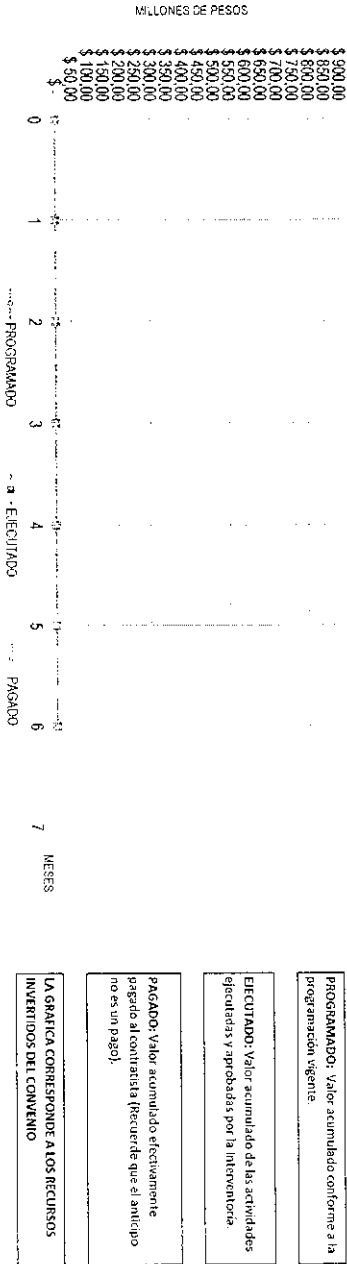 MILLONES DE PESOS
$ 900,00
$ 850,00
$ 800,00
$ 750,00
$ 700,00
$ 650,00
$ 600,00
$ 550,00
$ 500,00
$ 450,00
$ 400,00
$ 350,00
$ 300,00
$ 250,00
$ 200,00
$ 150,00
$ 100,00
$ 50,00
$ -
0 1 2 3 4 5 6 7 MESES
PROGRAMADO EJECUTADO PAGADO
PROGRAMADO: Valor acumulado conforme a la
programación vigente.
EJECUTADO: Valor acumulado de las actividades
ejecutadas y aprobadas por la Interventoría.
PAGADO: Valor acumulado efectivamente
pagado al contratista (Recuerde que el anticipo
no es un pago).
LA GRAFICA CORRESPONDE A LOS RECURSOS
INVERTIDOS DEL CONVENIO